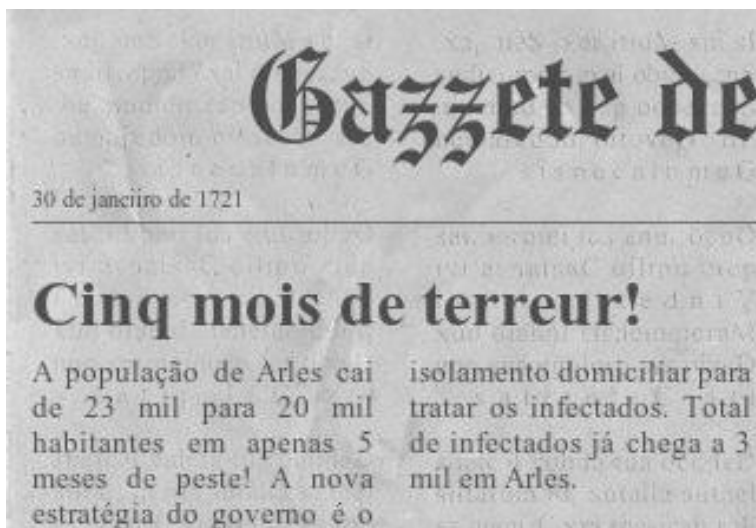 Gazzete de
30 de janciiro de 1721
Cinq mois de terreur!
A população de Arles cai
de 23 mil para 20 mil
habitantes em apenas 5
meses de peste! A nova
estratégia do governo é o
isolamento domiciliar para
tratar os infectados. Total
de infectados já chega a 3
mil em Arles.